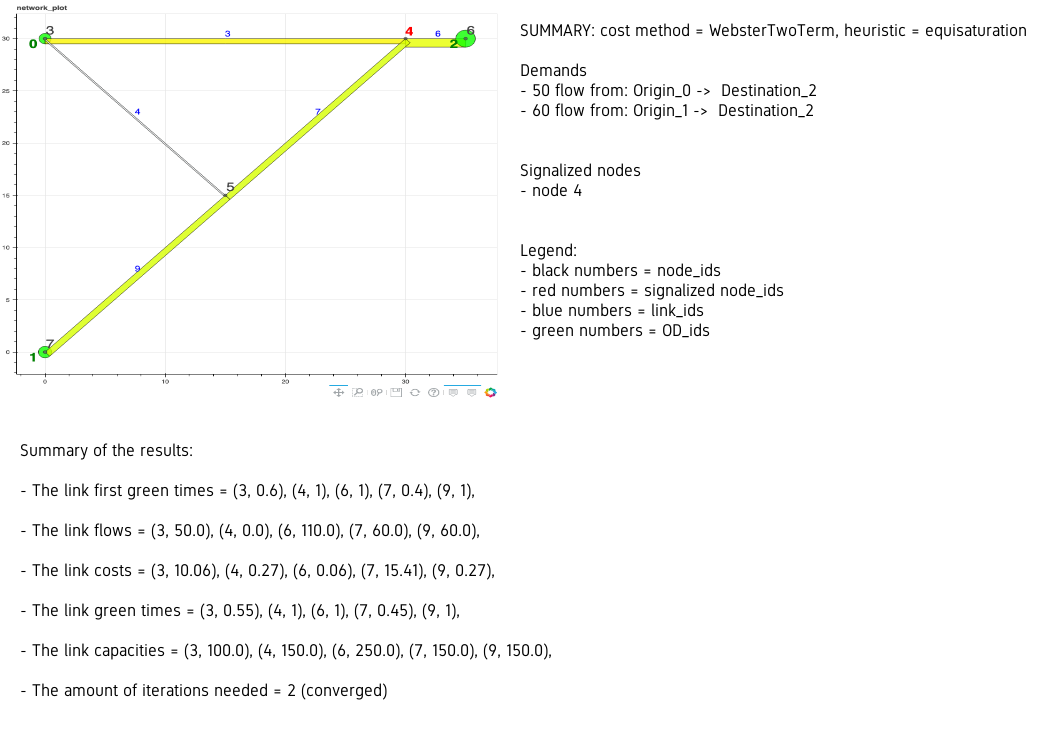 network_plot
3
3
4
6
6
0
2
30
25
4
7
20
5
15
10
9
5
7
0
1
0
10
20
30
SUMMARY: cost method = WebsterTwoTerm, heuristic = equisaturation
Demands
- 50 flow from: Origin_0 -> Destination_2
- 60 flow from: Origin_1 -> Destination_2
Signalized nodes
- node 4
Legend:
- black numbers = node_ids
- red numbers = signalized node_ids
- blue numbers = link_ids
- green numbers = OD_ids
Summary of the results:
- The link first green times = (3, 0.6), (4, 1), (6, 1), (7, 0.4), (9, 1),
- The link flows = (3, 50.0), (4, 0.0), (6, 110.0), (7, 60.0), (9, 60.0),
- The link costs = (3, 10.06), (4, 0.27), (6, 0.06), (7, 15.41), (9, 0.27),
- The link green times = (3, 0.55), (4, 1), (6, 1), (7, 0.45), (9, 1),
- The link capacities = (3, 100.0), (4, 150.0), (6, 250.0), (7, 150.0), (9, 150.0),
- The amount of iterations needed = 2 (converged)